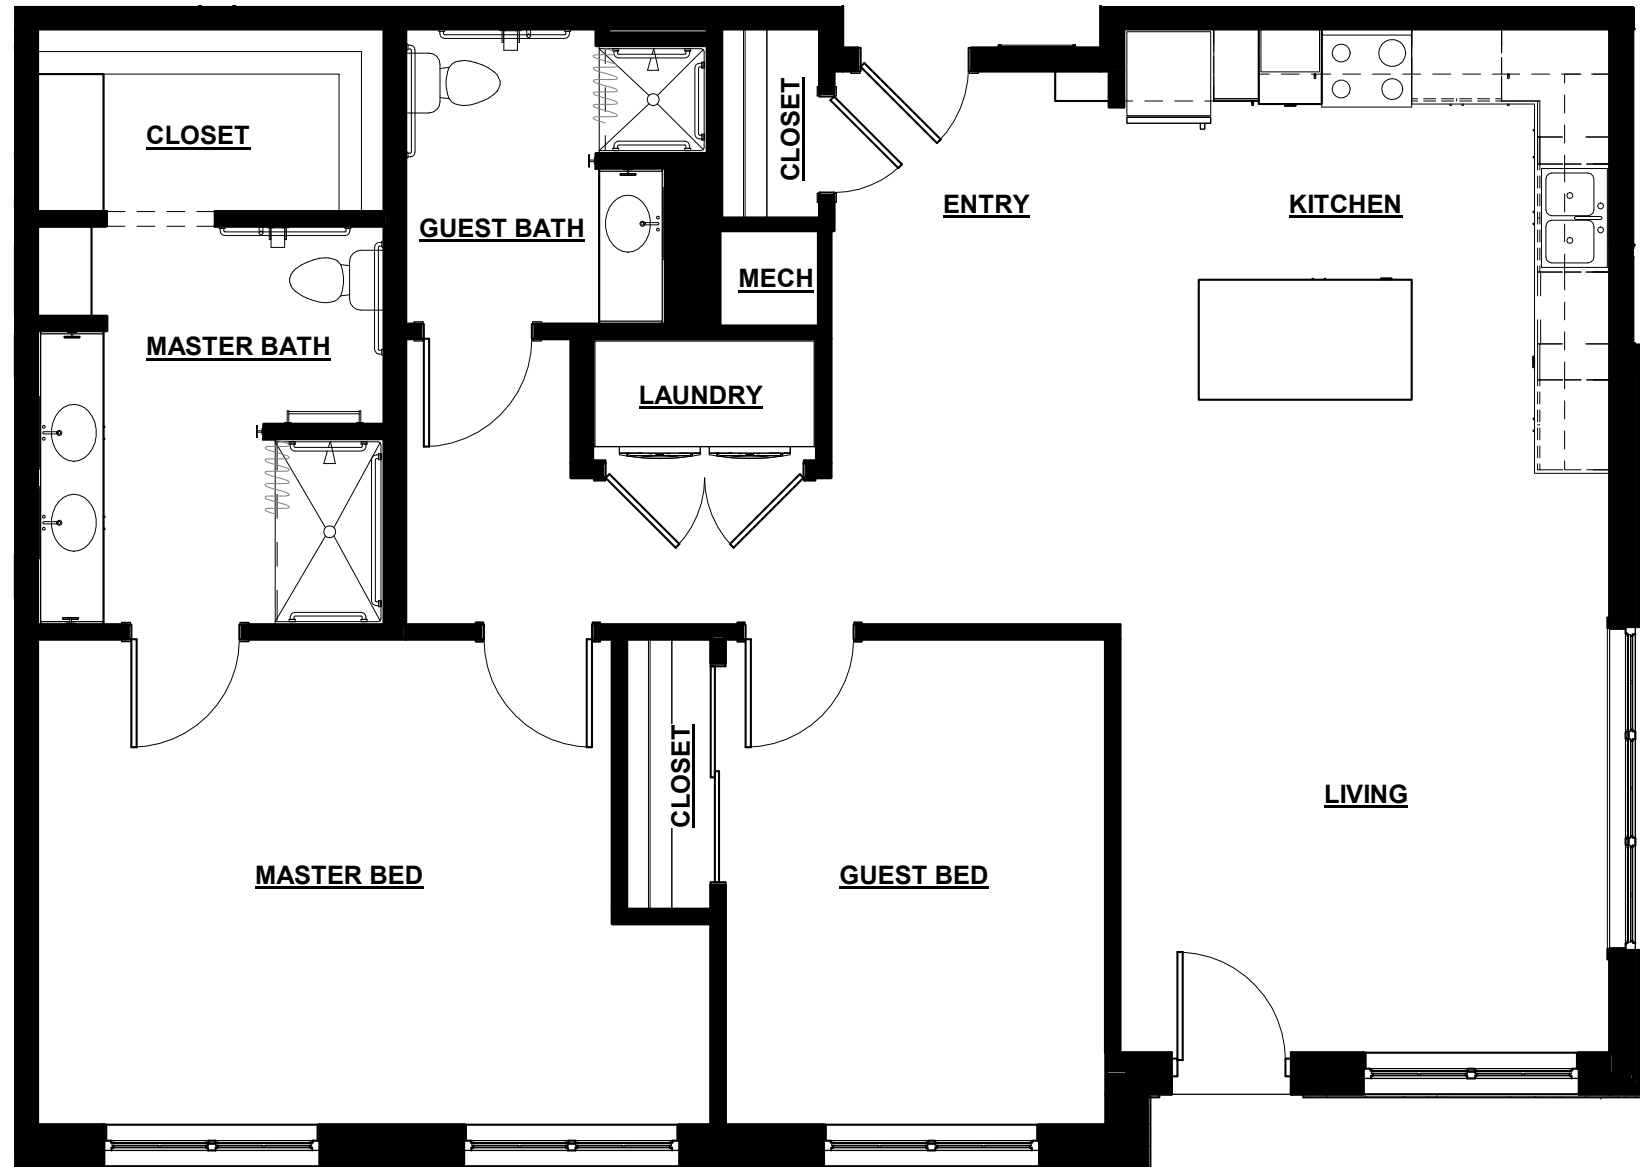 CLOSET
CLOSET
ENTRY
KITCHEN
GUEST BATH
MECH
MASTER BATH
LAUNDRY
CLOSET
LIVING
MASTER BED
GUEST BED